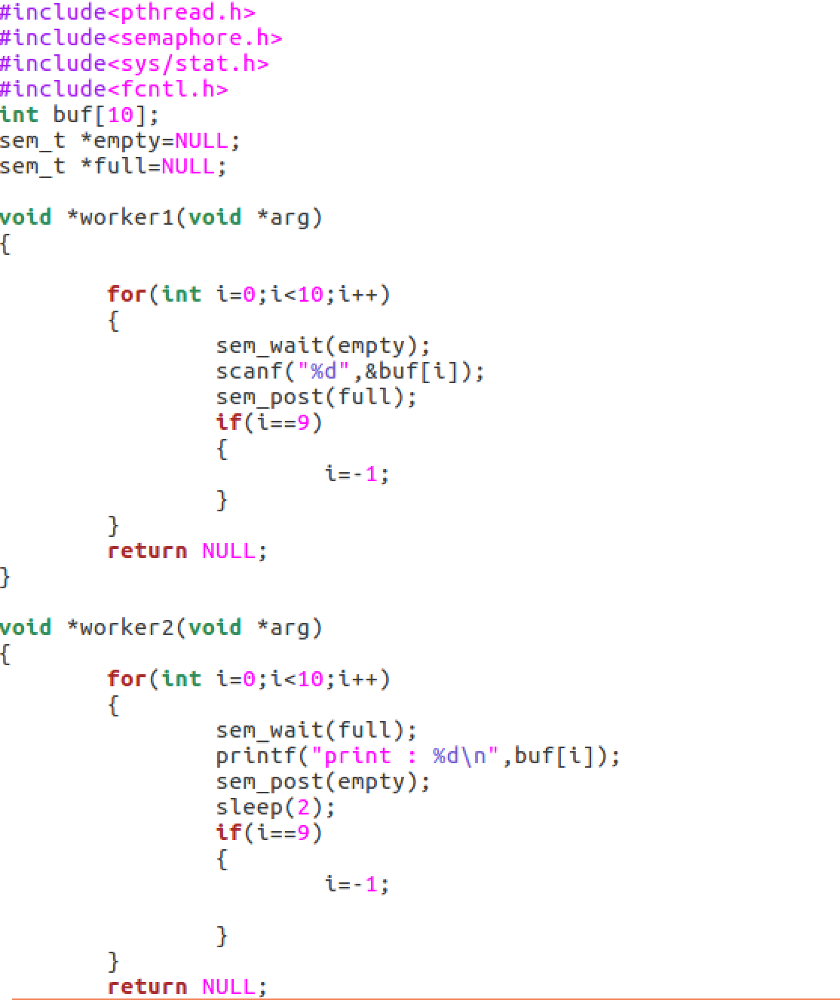 #include<pthread.h>
#include<semaphore.h>
#include<sys/stat.h>
#include<fcntl.h>
int buf[10];
sem_t *empty=NULL;
sem_t *full=NULL;

void *worker1(void *arg)
{

        for(int i=0;i<10;i++)
        {
                sem_wait(empty);
                scanf("%d",&buf[i]);
                sem_post(full);
                if(i==9)
                {
                        i=-1;
                }
        }
        return NULL;
}

void *worker2(void *arg)
{
        for(int i=0;i<10;i++)
        {
                sem_wait(full);
                printf("print : %d\n",buf[i]);
                sem_post(empty);
                sleep(2);
                if(i==9)
                {
                        i=-1;

                }
        }
        return NULL;